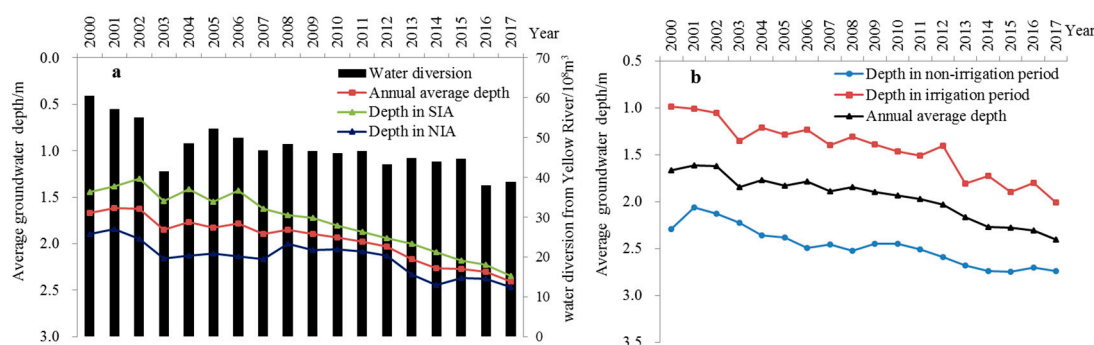 2000 2001 2002 2003 2004 2005 2006 2007 2008 2009 2010 2011 2012 2013 2014 2015 2016 2017 Year
a
Water diversion
Annual average depth
Depth in SIA
Depth in NIA
Average groundwater depth/m
0.0
0.5
1.0
1.5
2.0
2.5
3.0
water diversion from Yellow River/10⁸m³
70
60
50
40
30
20
10
0
2000 2001 2002 2003 2004 2005 2006 2007 2008 2009 2010 2011 2012 2013 2014 2015 2016 2017 Year
b
Depth in non-irrigation period
Depth in irrigation period
Annual average depth
Average groundwater depth/m
0.5
1.0
1.5
2.0
2.5
3.0
3.5